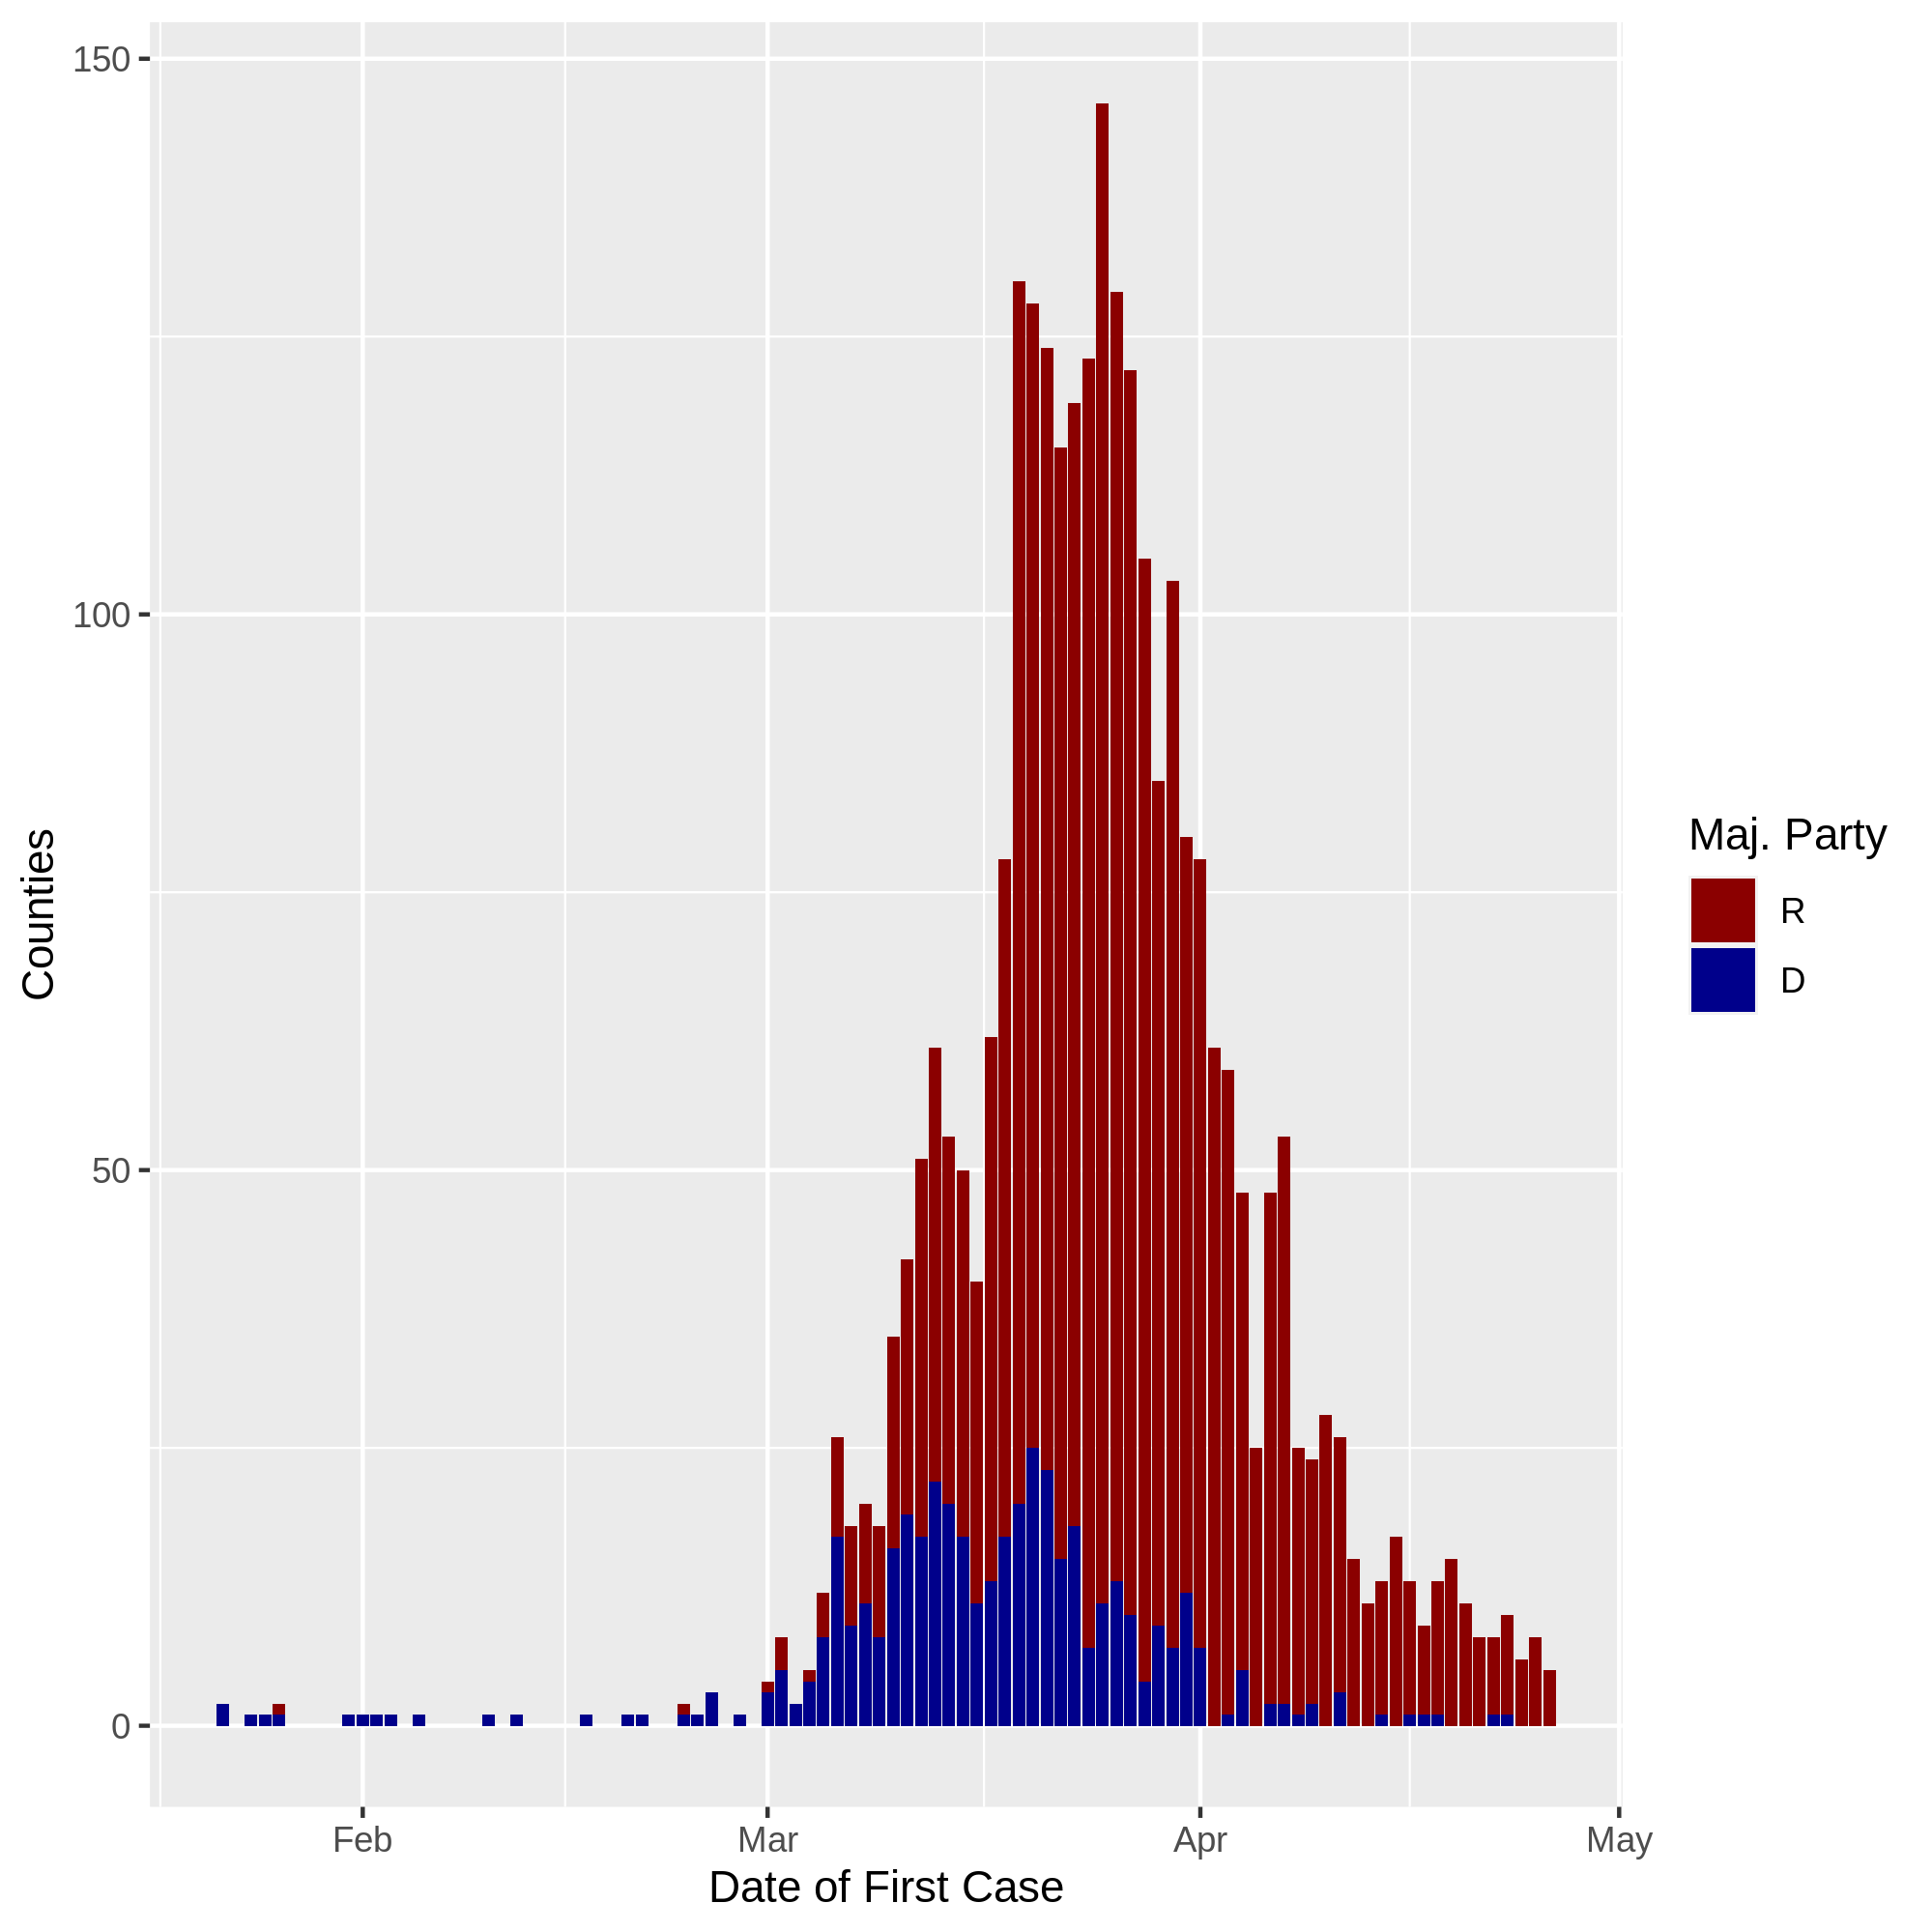 150
100
50
0
Counties
Feb Mar Apr May
Date of First Case
Maj. Party
R
D